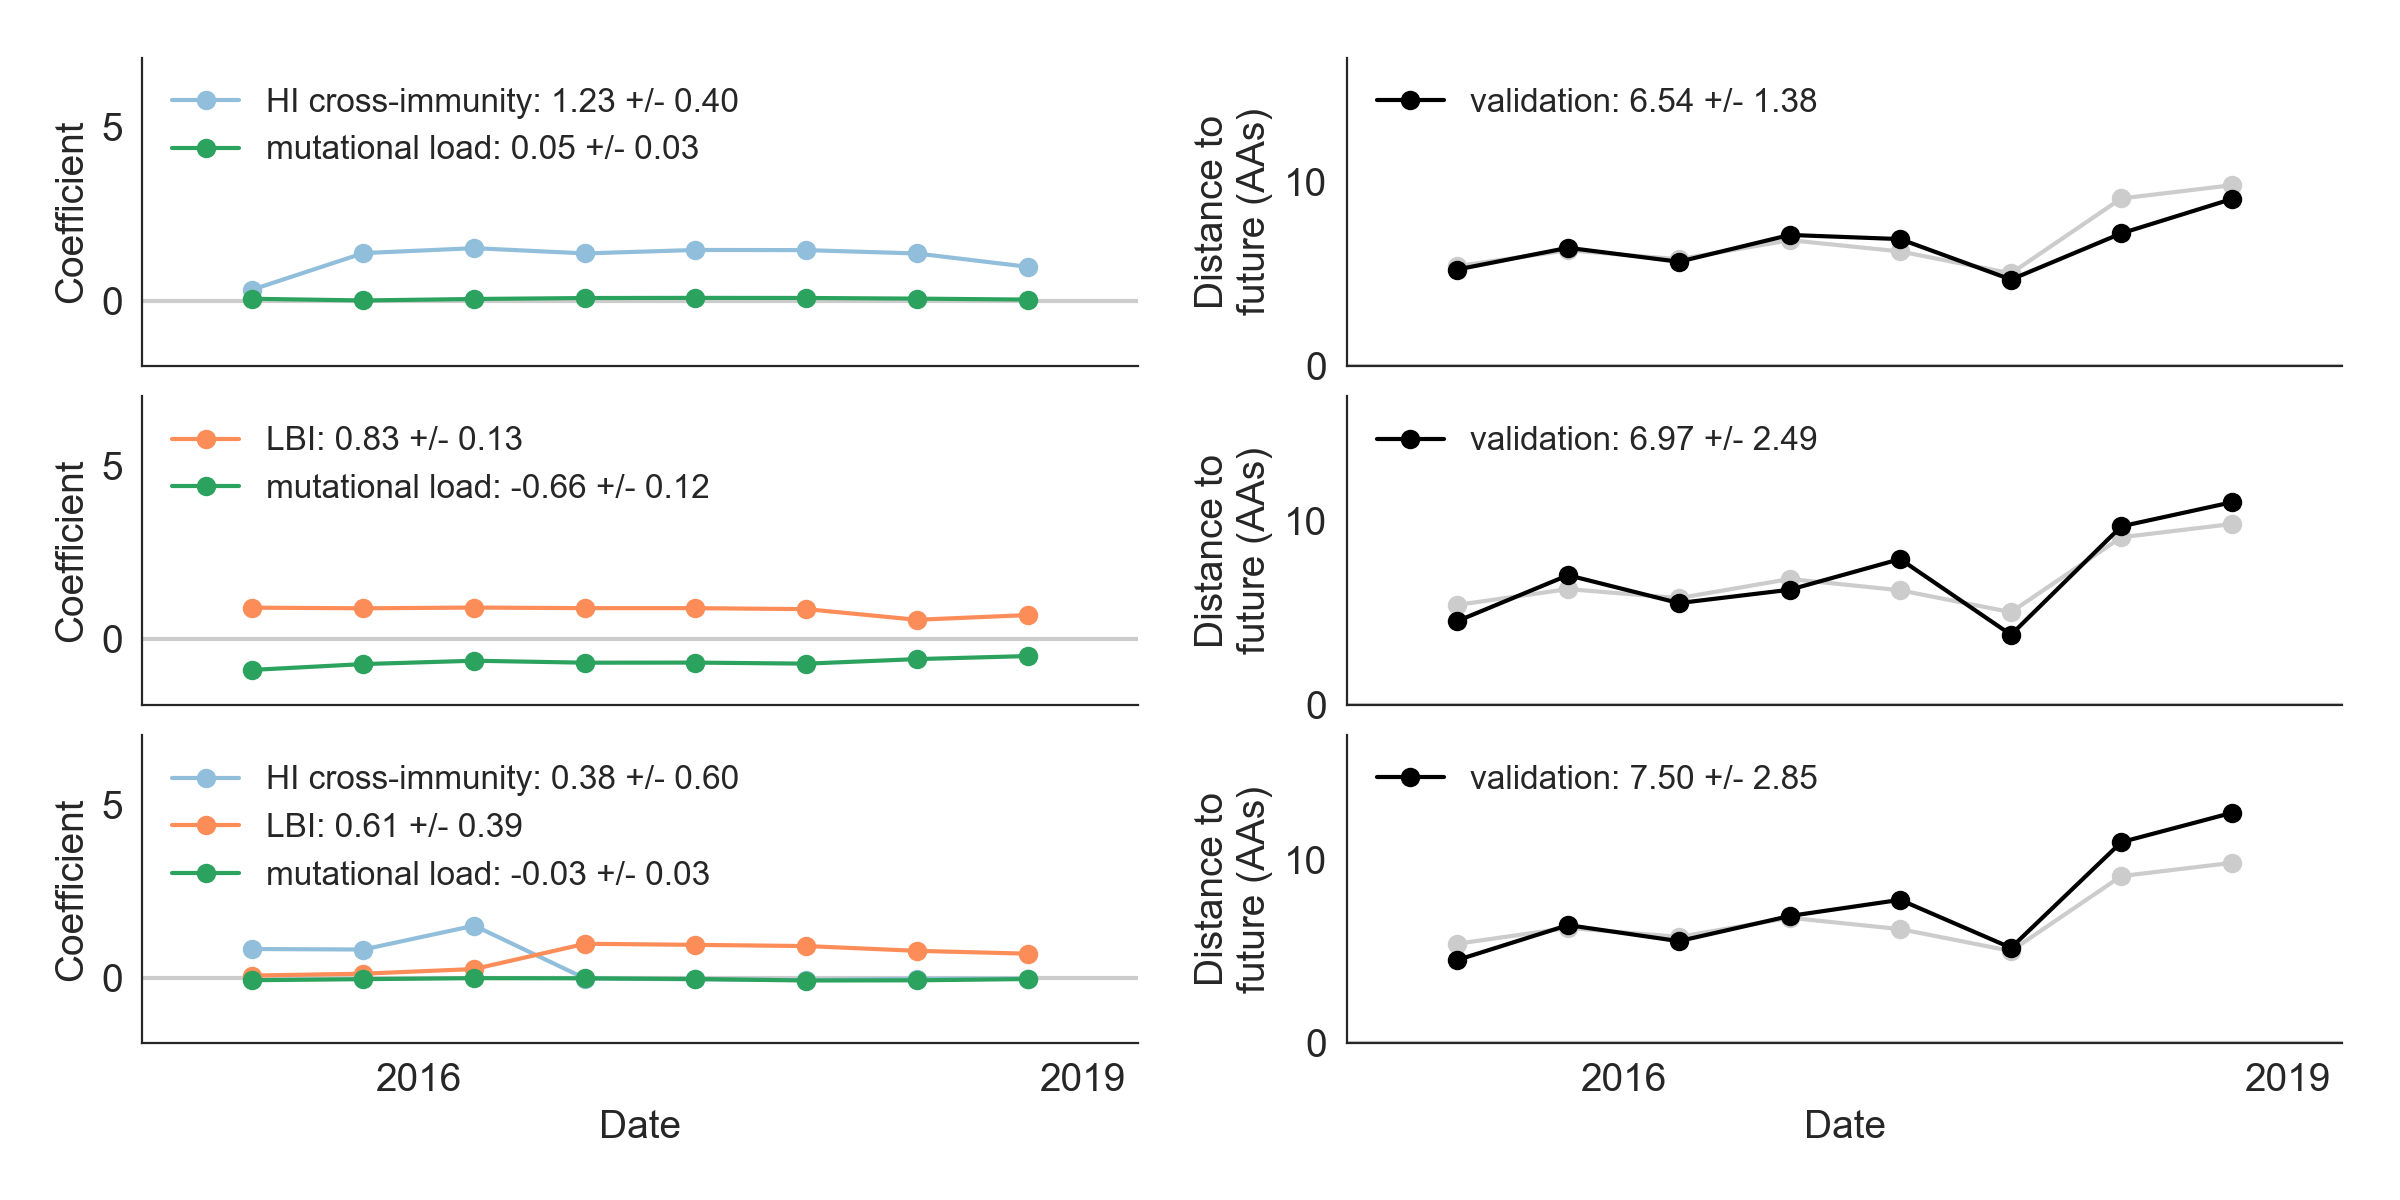 HI cross-immunity: 1.23 +/- 0.40
mutational load: 0.05 +/- 0.03
Coefficient
5
0
validation: 6.54 +/- 1.38
Distance to
future (AAs)
10
0
LBI: 0.83 +/- 0.13
mutational load: -0.66 +/- 0.12
Coefficient
5
0
validation: 6.97 +/- 2.49
Distance to
future (AAs)
10
0
HI cross-immunity: 0.38 +/- 0.60
LBI: 0.61 +/- 0.39
mutational load: -0.03 +/- 0.03
Coefficient
5
0
2016
2019
Date
validation: 7.50 +/- 2.85
Distance to
future (AAs)
10
0
2016
2019
Date